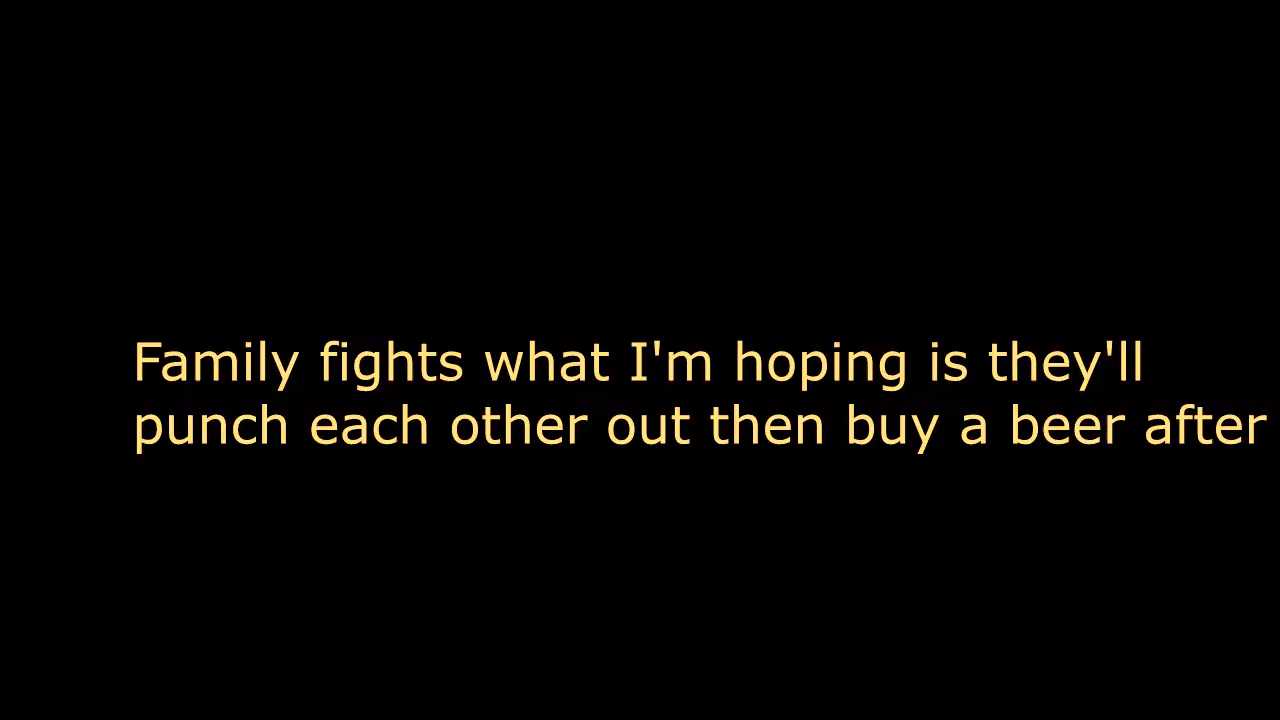 Family fights what I'm hoping is they'll
punch each other out then buy a beer after